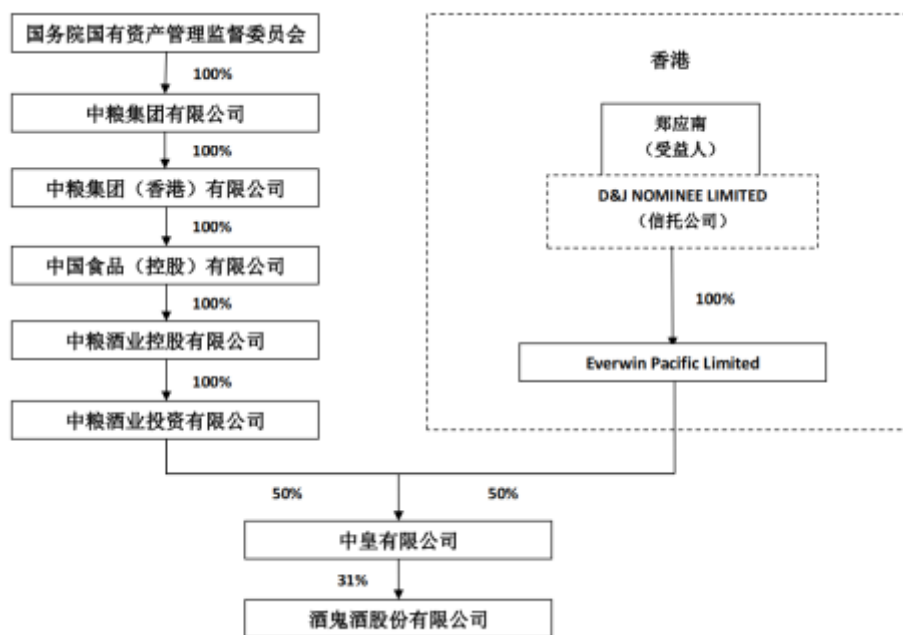 国务院国有资产管理监督委员会
100%
中粮集团有限公司
100%
中粮集团（香港）有限公司
100%
中国食品（控股）有限公司
100%
中粮酒业控股有限公司
100%
中粮酒业投资有限公司
香港
郑应南
（受益人）
D&J NOMINEE LIMITED
（信托公司）
100%
Everwin Pacific Limited
50%
50%
中皇有限公司
31%
酒鬼酒股份有限公司